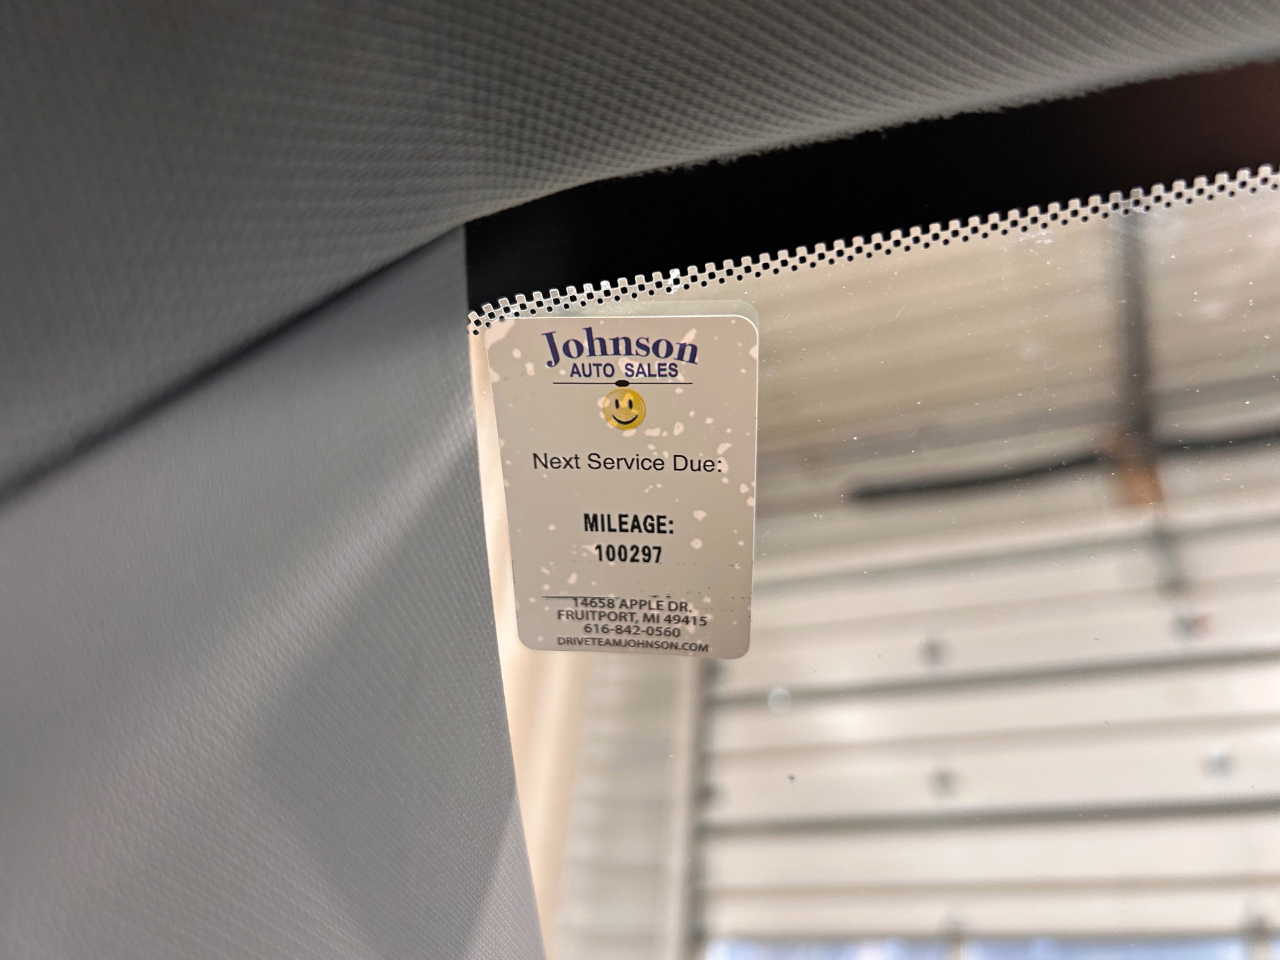 Johnson
AUTO SALES
Next Service Due:
MILEAGE:
100297
14658 APPLE DR.
FRUITPORT, MI 49415
616-842-0560
DRIVETEAMJOHNSON.COM